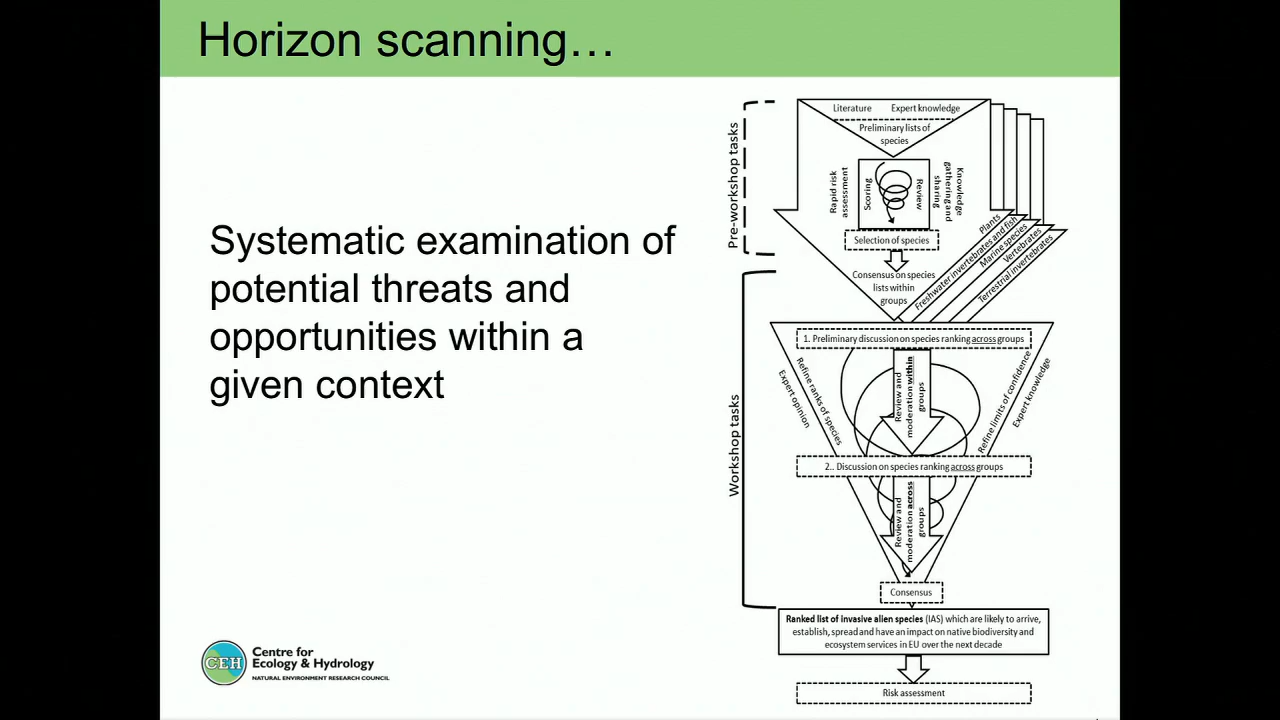 Horizon scanning…
Systematic examination of
potential threats and
opportunities within a
given context
Pre-workshop tasks
Literature Expert knowledge
Preliminary lists of
species
Rapid risk
assessment
Scoring
Review
Knowledge
gathering and
sharing
Selection of species
Consensus on species
lists within
groups
Plants
Freshwater invertebrates and fish
Marine species
Vertebrates
Terrestrial invertebrates
Workshop tasks
1. Preliminary discussion on species ranking across groups
Refine ranks of species
Expert opinion
Review and
moderation within
groups
Refine limits of confidence
Expert knowledge
2.. Discussion on species ranking across groups
Review and
moderation across
groups
Consensus
Ranked list of invasive alien species (IAS) which are likely to arrive,
establish, spread and have an impact on native biodiversity and
ecosystem services in EU over the next decade
Risk assessment
CEH
Centre for
Ecology & Hydrology
NATURAL ENVIRONMENT RESEARCH COUNCIL